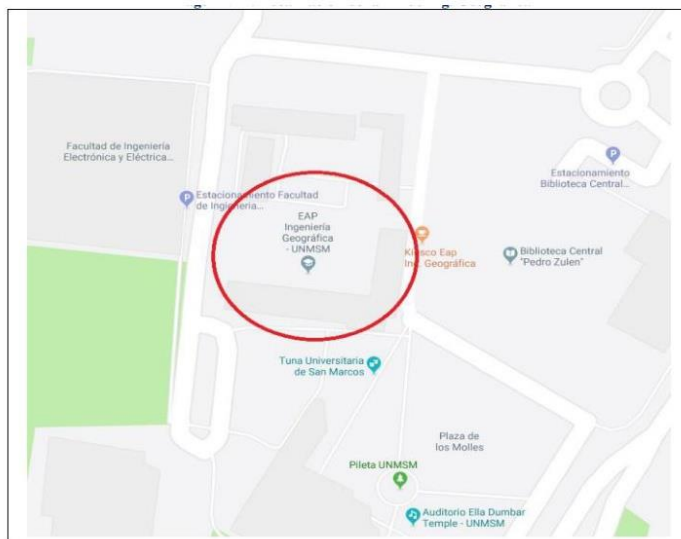 Facultad de Ingeniería
Electrónica y Eléctrica...
Estacionamiento
Biblioteca Central...
Estacionamiento Facultad
de Ingeniería...
EAP
Ingeniería
Geográfica
- UNMSM
Kiosco Eap
Ing. Geográfica
Biblioteca Central
"Pedro Zulen"
Tuna Universitaria
de San Marcos
Plaza de
los Molles
Pileta UNMSM
Auditorio Ella Dumbar
Temple - UNMSM